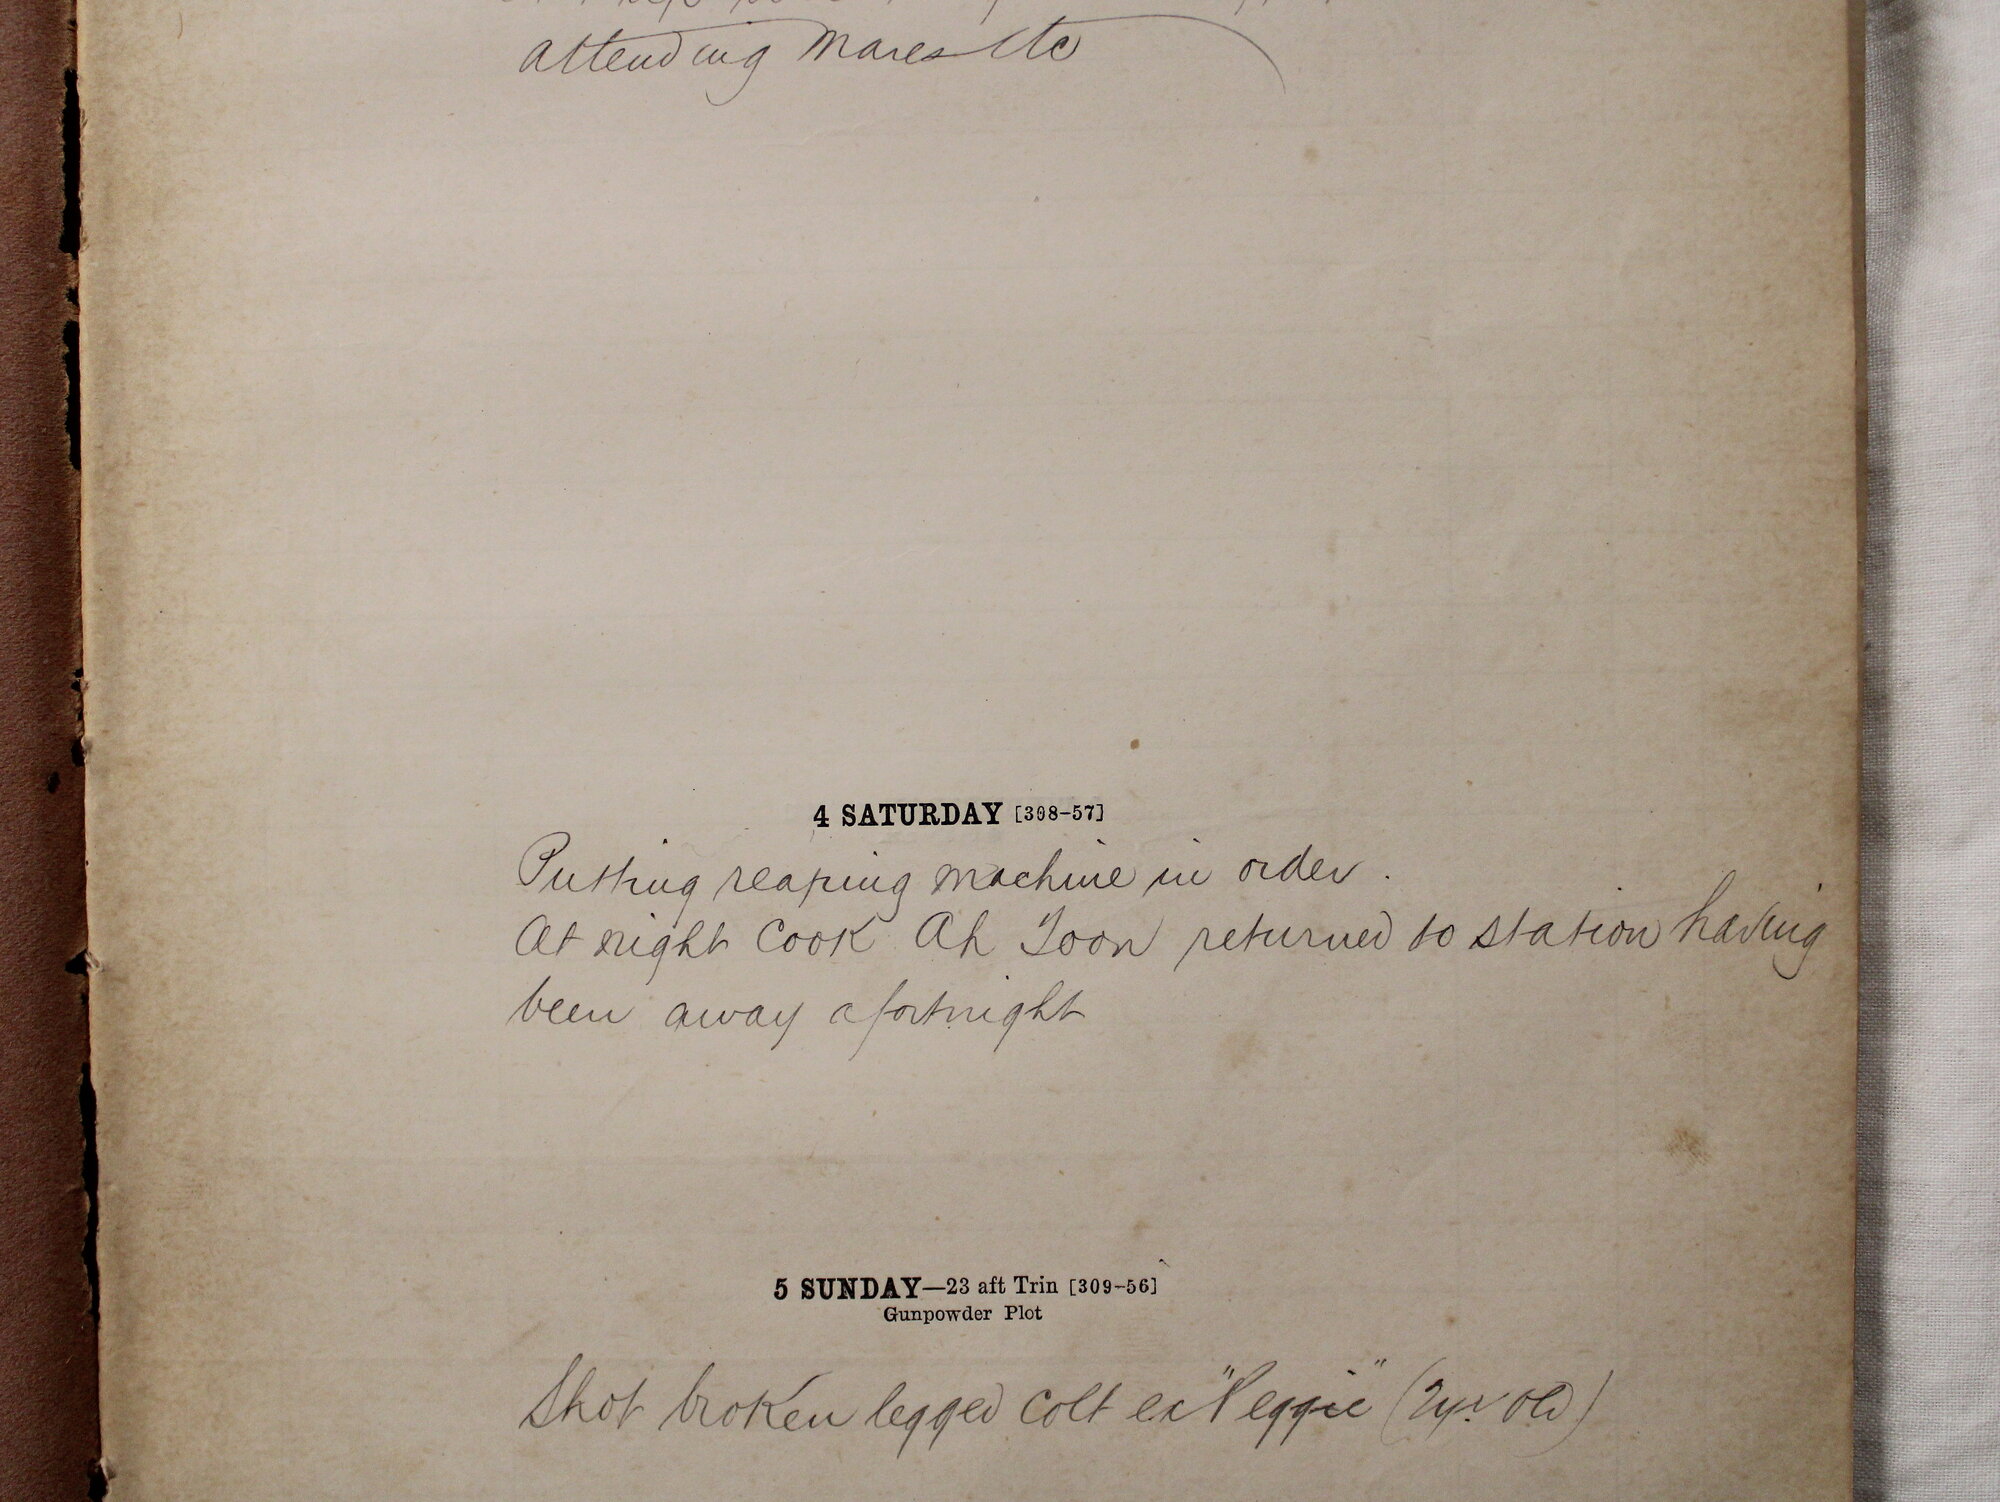 attending Mares Etc
4 SATURDAY [308-57]
Putting reaping machine in order.
At night Cook Ah Toon returned to station having
been away a fortnight
5 SUNDAY—23 aft Trin [309-56]
Gunpowder Plot
Shot broken legged colt ex "Peggie" (2yr old)